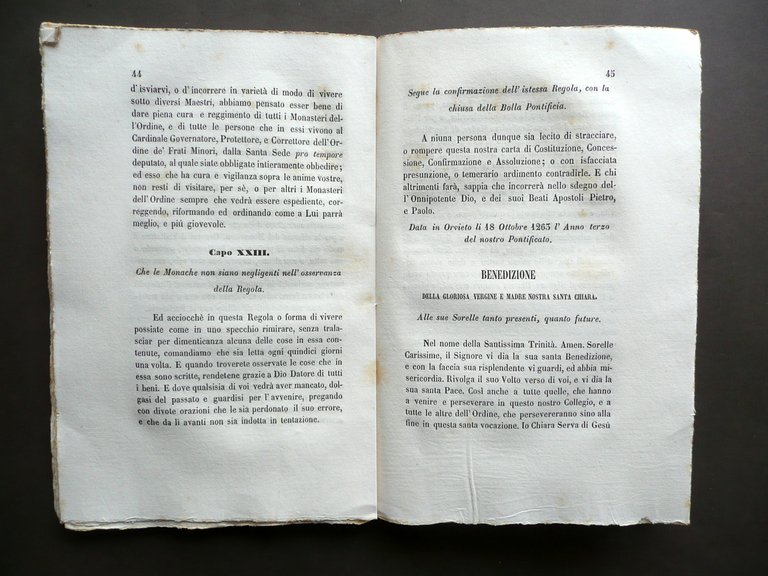 44
d'isviarvi, o d'incorrere in varietà di modo di vivere
sotto diversi Maestri, abbiamo pensato esser bene di
dare piena cura e reggimento di tutti i Monasteri del-
l'Ordine, e di tutte le persone che in essi vivono al
Cardinale Governatore, Protettore, e Correttore dell'Or-
dine de' Frati Minori, dalla Santa Sede pro tempore
deputato, al quale siate obbligate intieramente obbedire;
ed esso che ha cura e vigilanza sopra le anime vostre,
non resti di visitare, per sè, o per altri i Monasteri
dell'Ordine sempre che vedrà essere espediente, cor-
reggendo, riformando ed ordinando come a Lui parrà
meglio, e più giovevole.
Capo XXIII.
Che le Monache non siano negligenti nell'osservanza
della Regola.
Ed acciocchè in questa Regola o forma di vivere
possiate come in uno specchio rimirare, senza trala-
sciar per dimenticanza alcuna delle cose in essa con-
tenute, comandiamo che sia letta ogni quindici giorni
una volta. E quando troverete osservate le cose che in
essa sono scritte, rendetene grazie a Dio Datore di tutti
i beni. E dove qualsisia di voi vedrà aver mancato, dol-
gasi del passato e guardisi per l'avvenire, pregando
con divote orazioni che le sia perdonato il suo errore,
e che da li avanti non sia indotta in tentazione.
45
Segue la confirmazione dell'istessa Regola, con la
chiusa della Bolla Pontificia.
A niuna persona dunque sia lecito di stracciare,
o rompere questa nostra carta di Costituzione, Conces-
sione, Confirmazione e Assoluzione; o con isfacciata
presunzione, o temerario ardimento contradirle. E chi
altrimenti farà, sappia che incorrerà nello sdegno del-
l'Onnipotente Dio, e dei suoi Beati Apostoli Pietro,
e Paolo.
Data in Orvieto li 18 Ottobre 1263 l'Anno terzo
del nostro Pontificato.
BENEDIZIONE
DELLA GLORIOSA VERGINE E MADRE NOSTRA SANTA CHIARA.
Alle sue Sorelle tanto presenti, quanto future.
Nel nome della Santissima Trinità. Amen. Sorelle
Carissime, il Signore vi dia la sua santa Benedizione,
e con la faccia sua risplendente vi guardi, ed abbia mi-
sericordia. Rivolga il suo Volto verso di voi, e vi dia
la sua santa Pace. Così anche a tutte quelle, che hanno
a venire e perseverare in questo nostro Collegio, e a
tutte le altre dell'Ordine, che persevereranno sino alla
fine in questa santa vocazione. Io Chiara Serva di Gesù